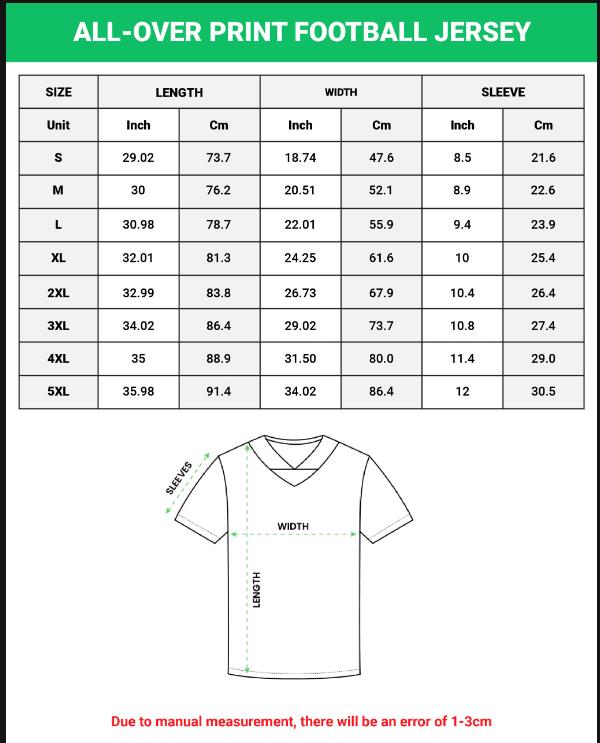 ALL-OVER PRINT FOOTBALL JERSEY
SIZE LENGTH WIDTH SLEEVE
Unit Inch Cm Inch Cm Inch Cm
S 29.02 73.7 18.74 47.6 8.5 21.6
M 30 76.2 20.51 52.1 8.9 22.6
L 30.98 78.7 22.01 55.9 9.4 23.9
XL 32.01 81.3 24.25 61.6 10 25.4
2XL 32.99 83.8 26.73 67.9 10.4 26.4
3XL 34.02 86.4 29.02 73.7 10.8 27.4
4XL 35 88.9 31.50 80.0 11.4 29.0
5XL 35.98 91.4 34.02 86.4 12 30.5
SLEEVES
WIDTH
LENGTH
Due to manual measurement, there will be an error of 1-3cm